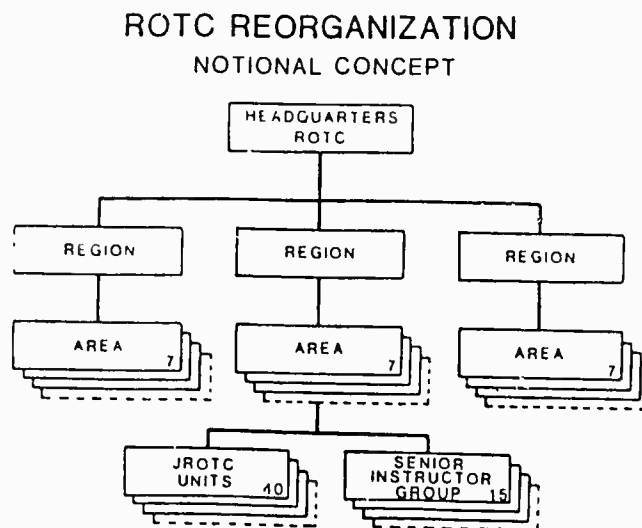 ROTC REORGANIZATION
NOTIONAL CONCEPT
HEADQUARTERS
ROTC
REGION
REGION
REGION
AREA
7
AREA
7
AREA
7
JROTC
UNITS
40
SENIOR
INSTRUCTOR
GROUP
15